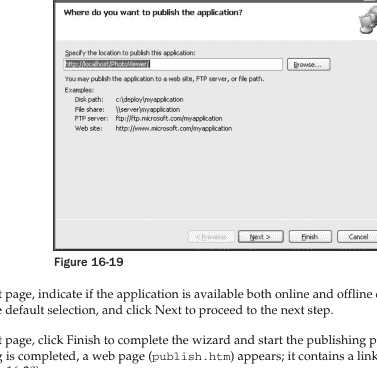 Where do you want to publish the application?
Specify the location to publish this application:
http://localhost/PhotoViewer/
Browse...
You may publish the application to a web site, FTP server, or file path.
Examples:
Disk path: c:\deploy\myapplication
File share: \\server\myapplication
FTP server: ftp://ftp.microsoft.com/myapplication
Web site: http://www.microsoft.com/myapplication
< Previous Next > Finish Cancel
Figure 16-19
page, indicate if the application is available both online and offline
default selection, and click Next to proceed to the next step.
page, click Finish to complete the wizard and start the publishing
is completed, a web page (publish.htm) appears; it contains a link